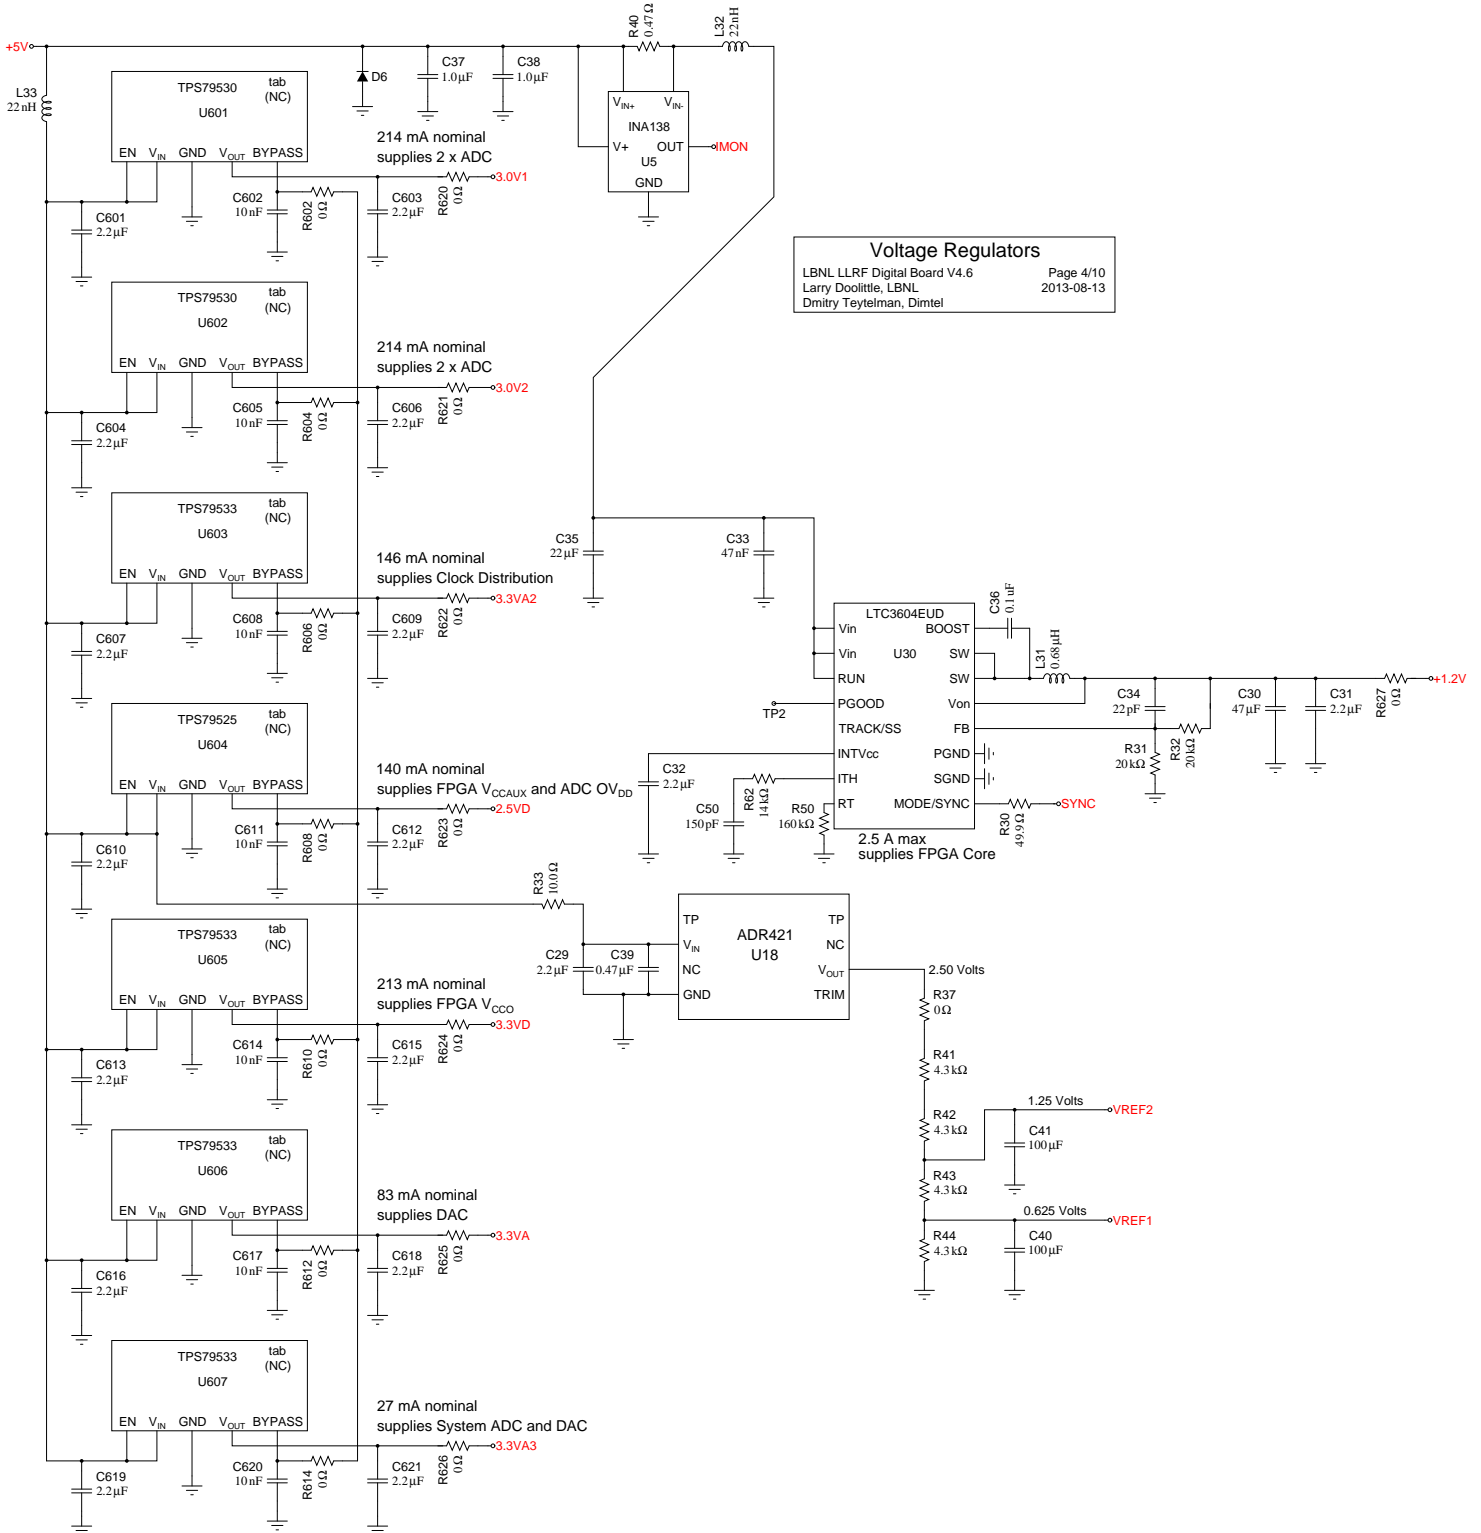 +5V
L33
22nH
TPS79530
tab
(NC)
U601
EN VIN GND VOUT BYPASS
C601
2.2µF
C602
10nF
R602
0Ω
214 mA nominal
supplies 2 x ADC
C603
2.2µF
R620
0Ω
3.0V1
D6
C37
1.0µF
C38
1.0µF
R40
0.47Ω
L32
22nH
VIN+ VIN-
INA138
V+ OUT
U5
GND
IMON
Voltage Regulators
LBNL LLRF Digital Board V4.6 Page 4/10
Larry Doolittle, LBNL 2013-08-13
Dmitry Teytelman, Dimtel
TPS79530
tab
(NC)
U602
EN VIN GND VOUT BYPASS
C604
2.2µF
C605
10nF
R604
0Ω
214 mA nominal
supplies 2 x ADC
C606
2.2µF
R621
0Ω
3.0V2
TPS79533
tab
(NC)
U603
EN VIN GND VOUT BYPASS
C607
2.2µF
C608
10nF
R606
0Ω
146 mA nominal
supplies Clock Distribution
C609
2.2µF
R622
0Ω
3.3VA2
C35
22µF
C33
47nF
LTC3604EUD
U30
Vin BOOST
Vin SW
RUN SW
PGOOD Von
TRACK/SS FB
INTVcc PGND
ITH SGND
RT MODE/SYNC
2.5 A max
supplies FPGA Core
TP2
C36
0.1uF
L31
0.68µH
C34
22pF
R31
20kΩ
R32
20kΩ
C30
47µF
C31
2.2µF
R627
0Ω
+1.2V
C32
2.2µF
C50
150pF
R62
14kΩ
R50
160kΩ
R30
49.9Ω
SYNC
TPS79525
tab
(NC)
U604
EN VIN GND VOUT BYPASS
C610
2.2µF
C611
10nF
R608
0Ω
140 mA nominal
supplies FPGA VCCAUX and ADC OVDD
C612
2.2µF
R623
0Ω
2.5VD
R33
10.0Ω
C29
2.2µF
C39
0.47µF
ADR421
U18
TP TP
VIN NC
NC VOUT
GND TRIM
2.50 Volts
R37
0Ω
R41
4.3kΩ
R42
4.3kΩ
1.25 Volts
VREF2
C41
100µF
R43
4.3kΩ
0.625 Volts
VREF1
R44
4.3kΩ
C40
100µF
TPS79533
tab
(NC)
U605
EN VIN GND VOUT BYPASS
C613
2.2µF
C614
10nF
R610
0Ω
213 mA nominal
supplies FPGA VCCO
C615
2.2µF
R624
0Ω
3.3VD
TPS79533
tab
(NC)
U606
EN VIN GND VOUT BYPASS
C616
2.2µF
C617
10nF
R612
0Ω
83 mA nominal
supplies DAC
C618
2.2µF
R625
0Ω
3.3VA
TPS79533
tab
(NC)
U607
EN VIN GND VOUT BYPASS
C619
2.2µF
C620
10nF
R614
0Ω
27 mA nominal
supplies System ADC and DAC
C621
2.2µF
R626
0Ω
3.3VA3